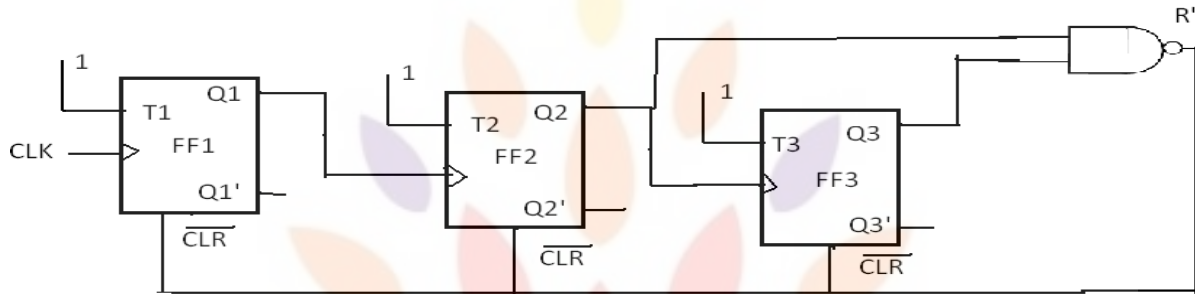 R'
1
T1
Q1
FF1
Q1'
CLR
CLK
1
T2
Q2
FF2
Q2'
CLR
1
T3
Q3
FF3
Q3'
CLR